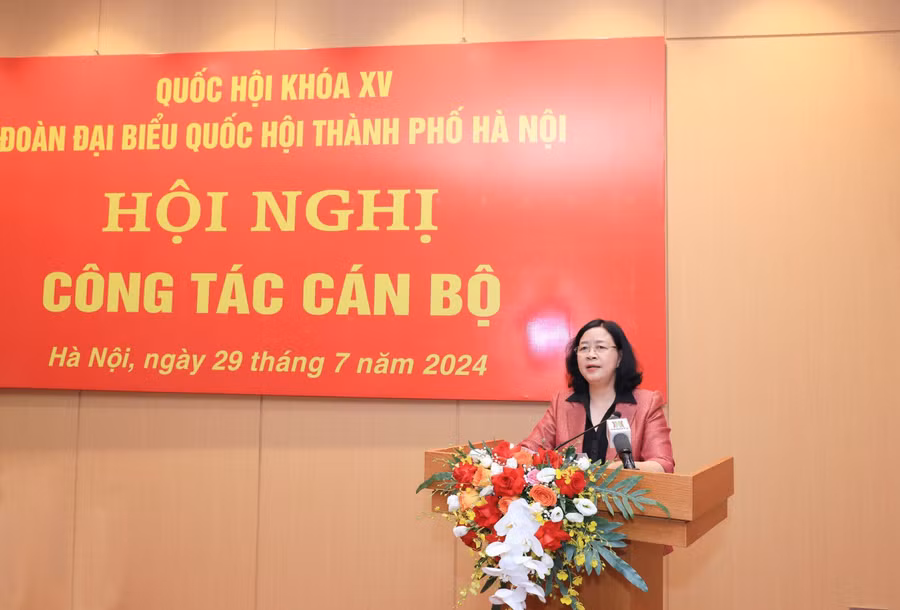 QUỐC HỘI KHÓA XV
ĐOÀN ĐẠI BIỂU QUỐC HỘI THÀNH PHỐ HÀ NỘI
HỘI NGHỊ
CÔNG TÁC CÁN BỘ
Hà Nội, ngày 29 tháng 7 năm 2024